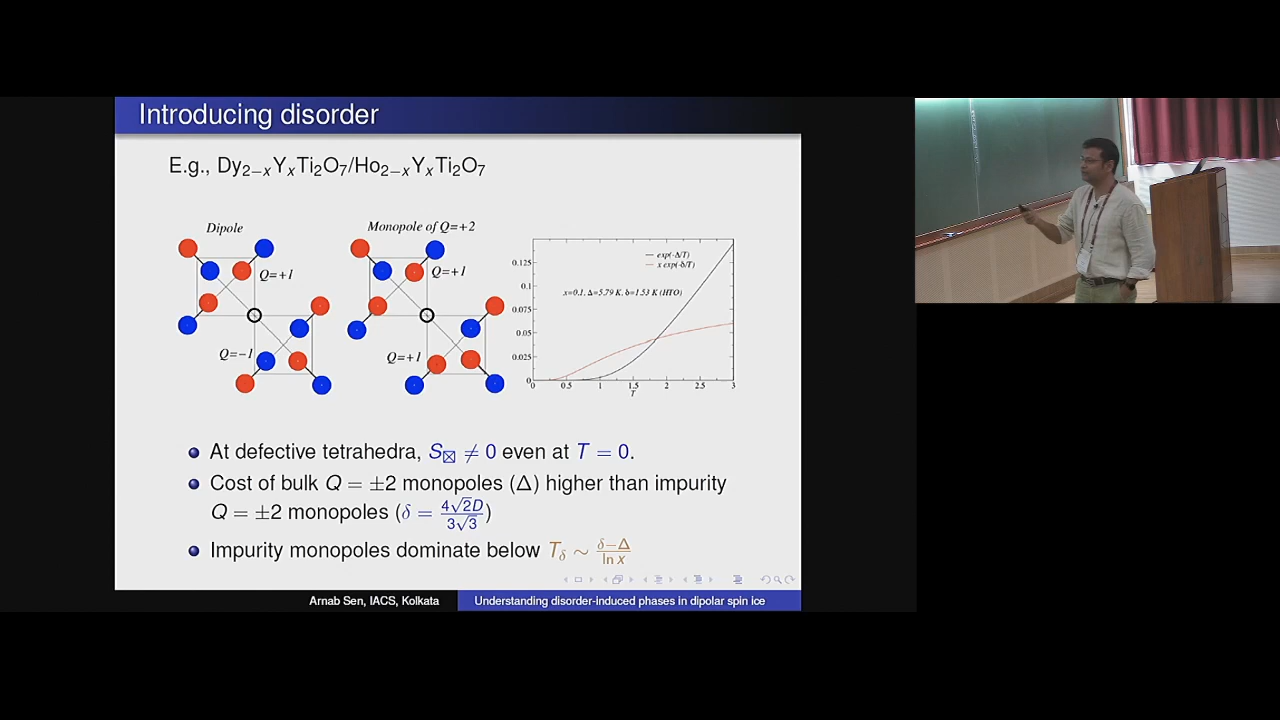 Introducing disorder
E.g., Dy₂₋ₓYₓTi₂O₇/Ho₂₋ₓYₓTi₂O₇
Dipole
Monopole of Q=+2
Q=+1
Q=−1
Q=+1
Q=+1
0.125
0.1
0.075
0.05
0.025
0
exp(-Δ/T)
x exp(-δ/T)
x=0.1, Δ=5.79 K, δ=1.53 K (HTO)
0 0.5 1 1.5 2 2.5 3
T
At defective tetrahedra, S⊠ ≠ 0 even at T = 0.
Cost of bulk Q = ±2 monopoles (Δ) higher than impurity
Q = ±2 monopoles (δ = 4√2D/3√3)
Impurity monopoles dominate below T_δ ∼ δ−Δ/ln x
Arnab Sen, IACS, Kolkata
Understanding disorder-induced phases in dipolar spin ice